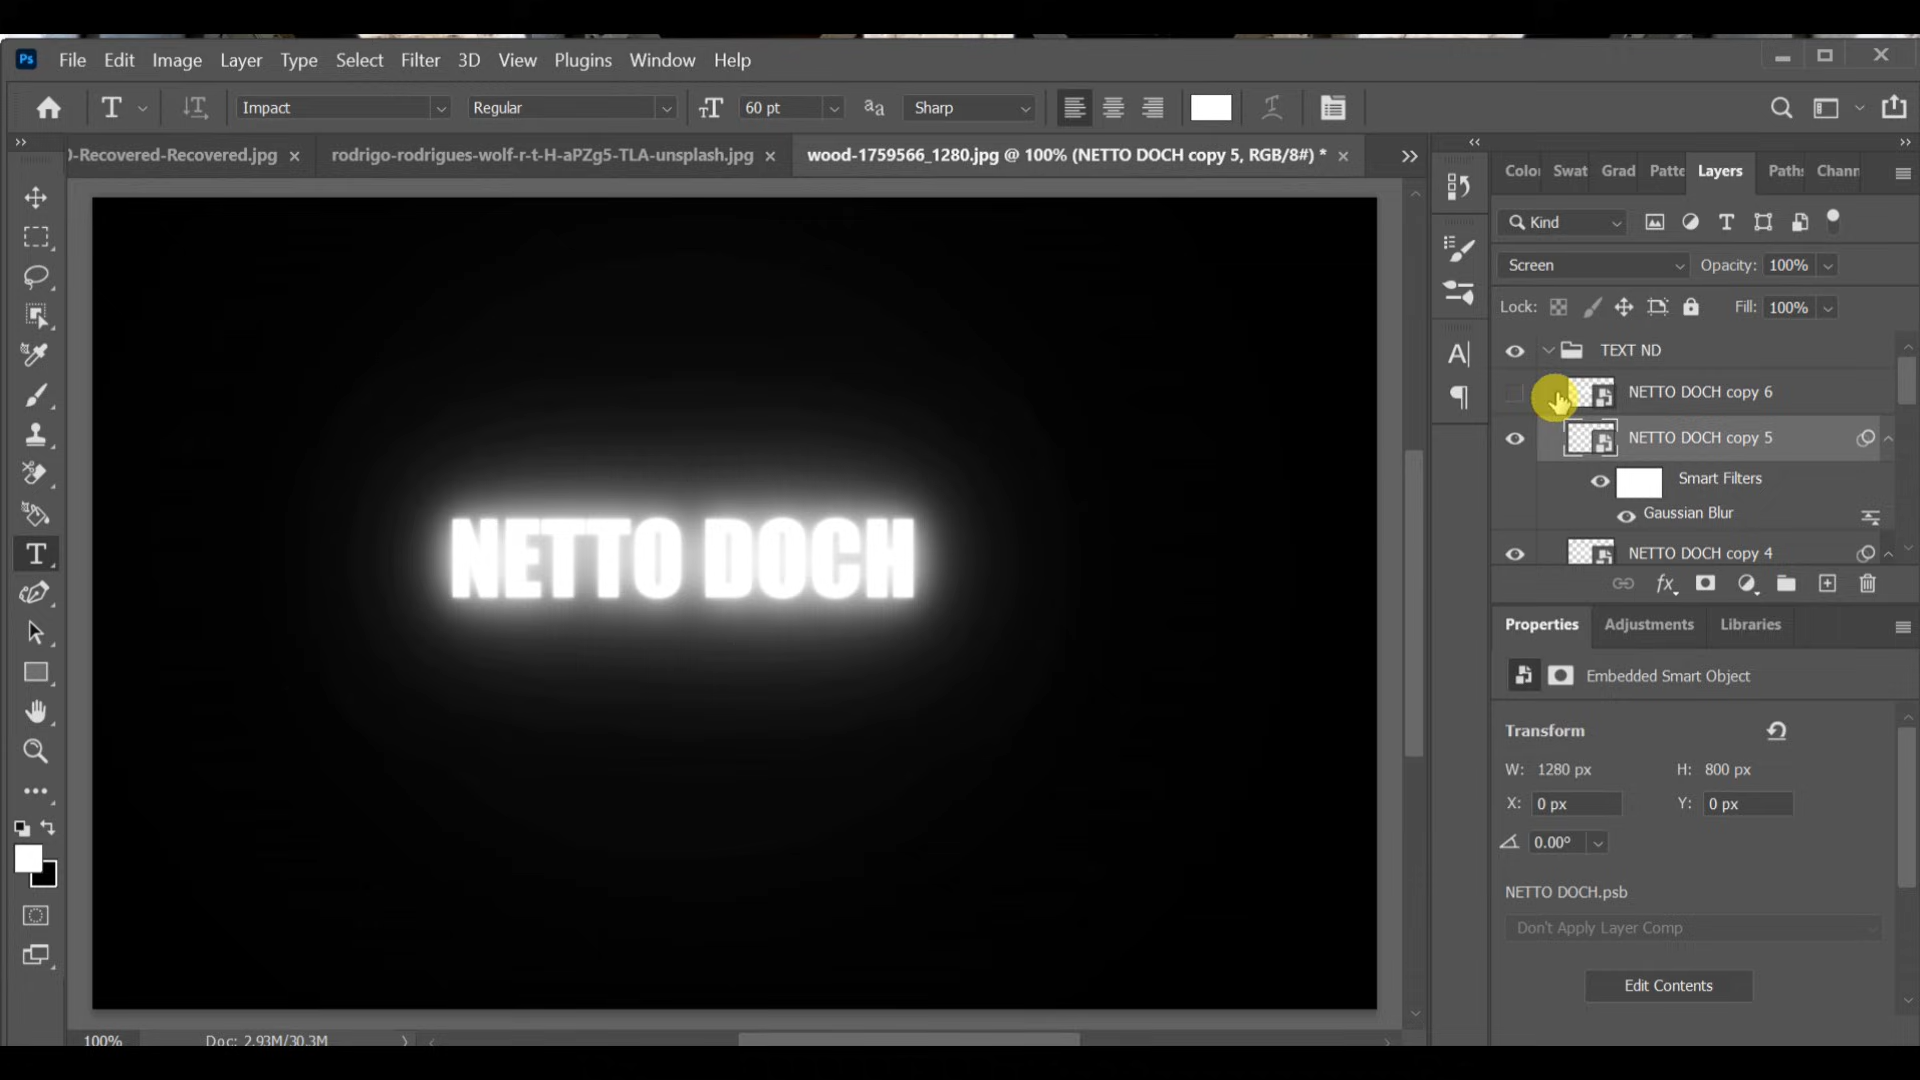 Ps File Edit Image Layer Type Select Filter 3D View Plugins Window Help
T Impact Regular 60 pt Sharp
)-Recovered-Recovered.jpg rodrigo-rodrigues-wolf-r-t-H-aPZg5-TLA-unsplash.jpg wood-1759566_1280.jpg @ 100% (NETTO DOCH copy 5, RGB/8#) *
Color Swat Grad Patte Layers Paths Chann
Kind
Screen Opacity: 100%
Lock: Fill: 100%
TEXT ND
NETTO DOCH copy 6
NETTO DOCH copy 5
Smart Filters
Gaussian Blur
NETTO DOCH copy 4
fx
NETTO DOCH
Properties Adjustments Libraries
Embedded Smart Object
Transform
W: 1280 px H: 800 px
X: 0 px Y: 0 px
0.00°
NETTO DOCH.psb
Don't Apply Layer Comp
Edit Contents
100% Doc: 2.93M/30.3M